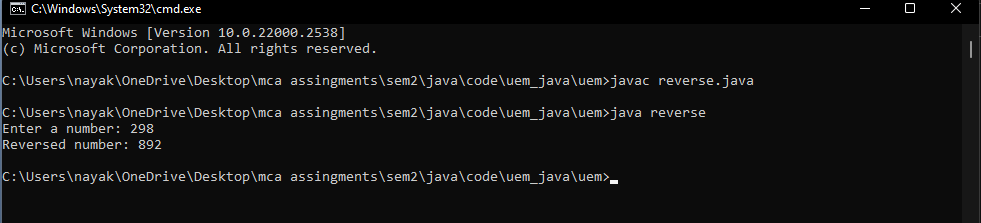 C:\Windows\System32\cmd.exe
Microsoft Windows [Version 10.0.22000.2538]
(c) Microsoft Corporation. All rights reserved.
C:\Users\nayak\OneDrive\Desktop\mca assingments\sem2\java\code\uem_java\uem>javac reverse.java
C:\Users\nayak\OneDrive\Desktop\mca assingments\sem2\java\code\uem_java\uem>java reverse
Enter a number: 298
Reversed number: 892
C:\Users\nayak\OneDrive\Desktop\mca assingments\sem2\java\code\uem_java\uem>